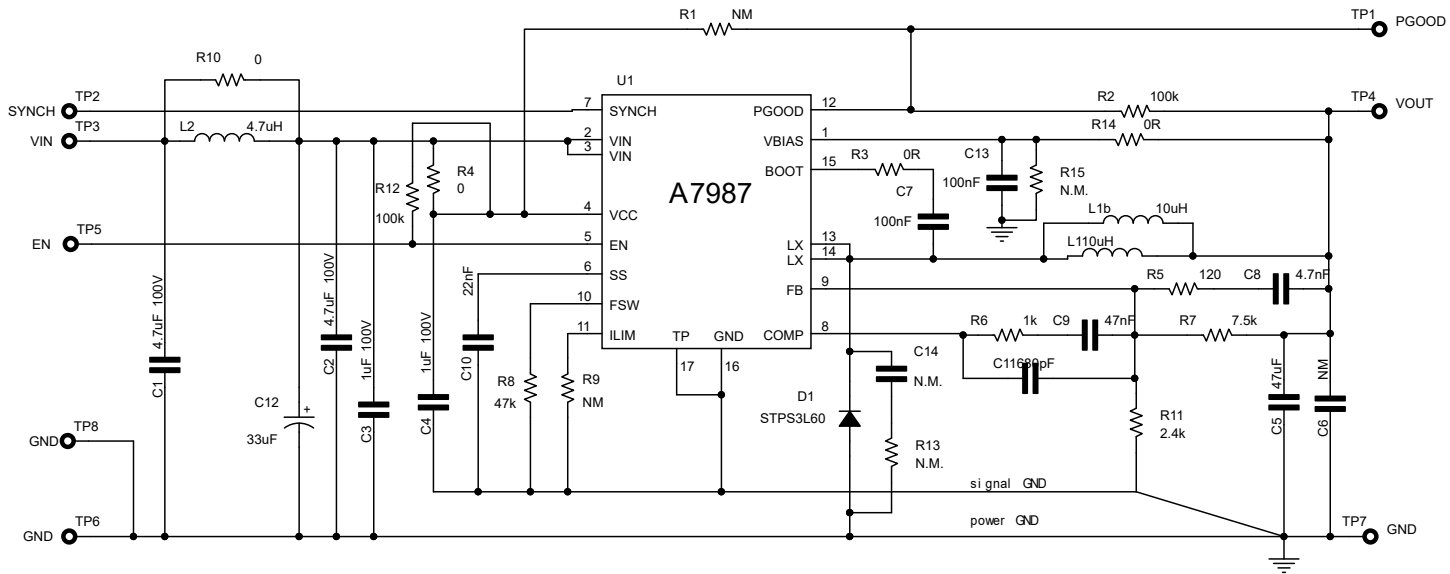 R1 NM
TP1
PGOOD
R10 0
U1
SYNCH
TP2
7
SYNCH
PGOOD
12
R2 100k
TP4
VOUT
VIN
TP3
L2 4.7uH
2
VIN
3
VIN
VBIAS
1
R14 0R
R12
100k
R4
0
BOOT
15
R3 0R
C7
100nF
C13
100nF
R15
N.M.
A7987
4
VCC
L1b 10uH
EN
TP5
5
EN
LX
13
LX
14
L110uH
6
SS
FB
9
R5 120
C8 4.7nF
10
FSW
11
ILIM
TP
GND
COMP
8
R6 1k
C9 47nF
R7 7.5k
C11680pF
17
16
C1 4.7uF 100V
C2 4.7uF 100V
C3 1uF 100V
C4 1uF 100V
C10 22nF
C12
+
33uF
R8
47k
R9
NM
C14
N.M.
D1
STPS3L60
R13
N.M.
R11
2.4k
C5 47uF
C6 NM
GND
TP8
signal GND
power GND
GND
TP6
TP7
GND